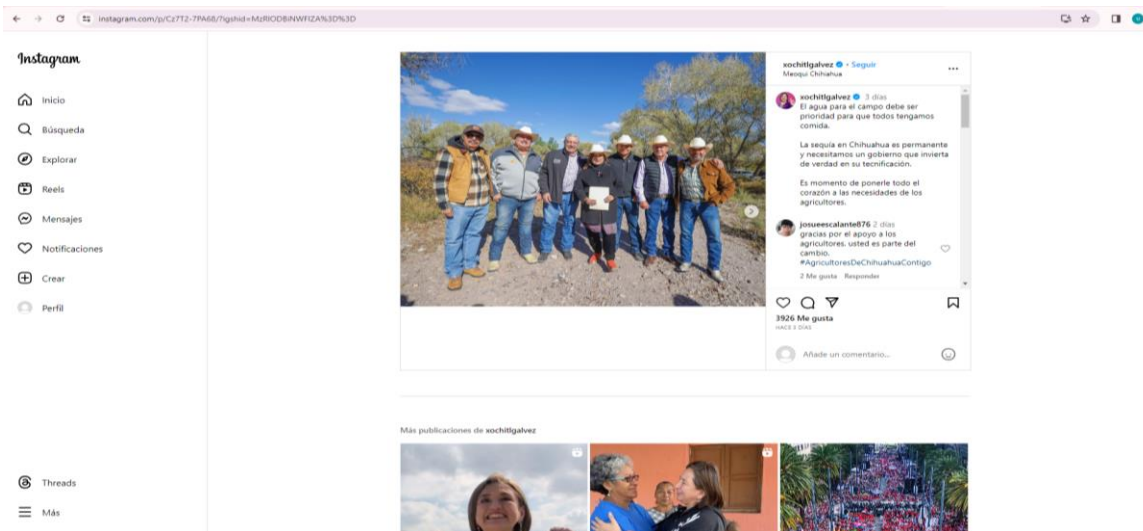 instagram.com/p/Cz7T2-7PA68/?igshid=MzRlODBiNWFlZA%3D%3D
Instagram
Inicio
Búsqueda
Explorar
Reels
Mensajes
Notificaciones
Crear
Perfil
Threads
Más
xochitlgalvez • Seguir
Meoqui Chihuahua
xochitlgalvez 3 días
El agua para el campo debe ser
prioridad para que todos tengamos
comida.
La sequía en Chihuahua es permanente
y necesitamos un gobierno que invierta
de verdad en su tecnificación.
Es momento de ponerle todo el
corazón a las necesidades de los
agricultores.
josueescalante876 2 días
gracias por el apoyo a los
agricultores. usted es parte del
cambio.
#AgricultoresDeChihuahuaContigo
2 Me gusta Responder
3926 Me gusta
HACE 3 DÍAS
Añade un comentario...
Más publicaciones de xochitlgalvez